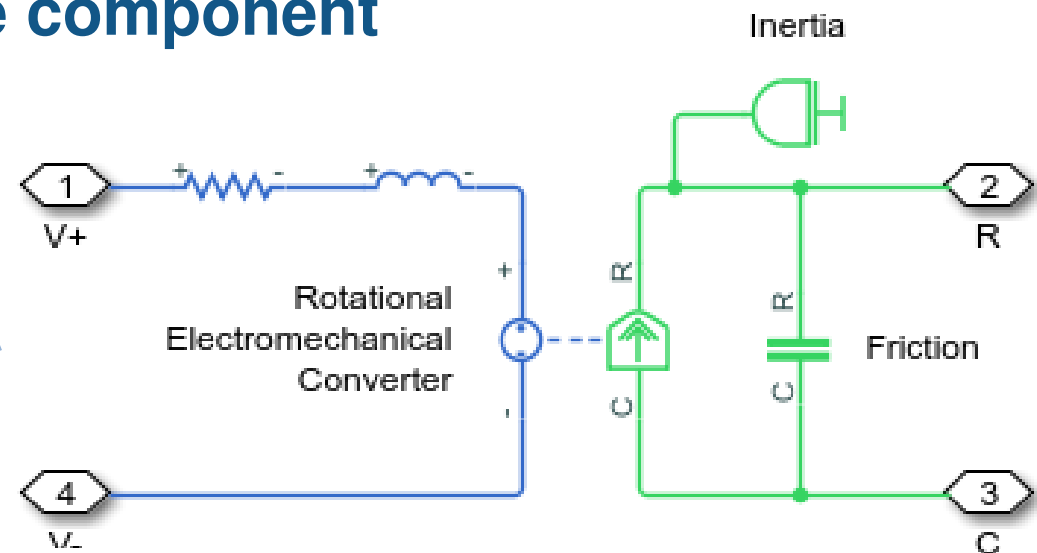 e component
Inertia
+ -
+ -
1
V+
2
R
+
R
R
Rotational
Electromechanical
Converter
Friction
-
C
C
4
V-
3
C